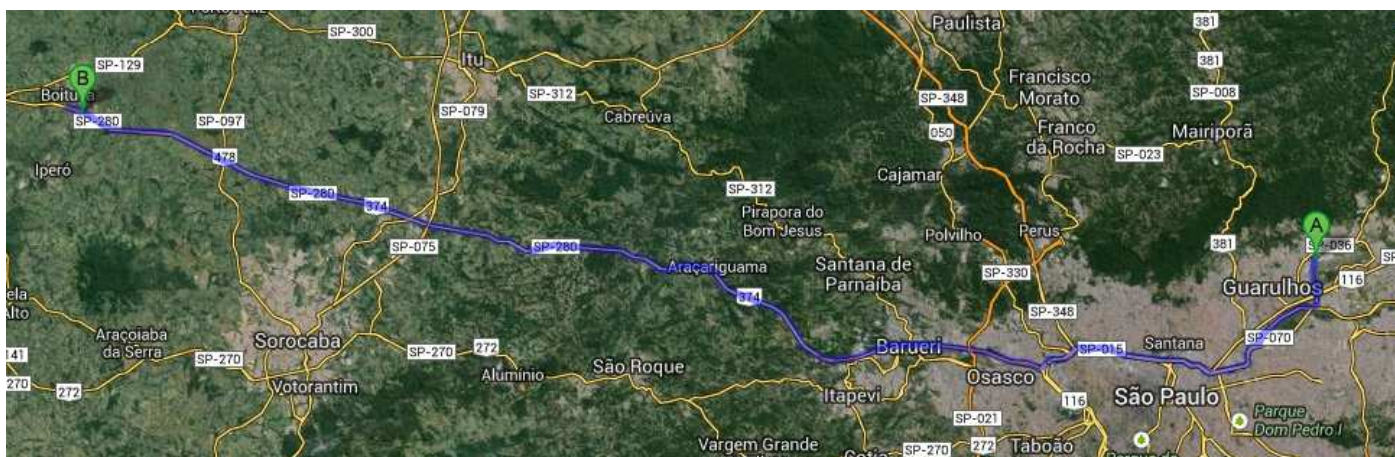 Paulista
381
SP-300
Itu
SP-129
B
Boituva
SP-280
SP-097
SP-079
SP-312
Cabreúva
SP-348
Francisco
Morato
381
SP-008
050
Franco
da Rocha
Mairiporã
SP-023
Iperó
478
SP-280
374
SP-312
Cajamar
Pirapora do
Bom Jesus
Polvilho
Perus
381
A
SP-036
SP-075
SP-280
Araçariguama
374
Santana de
Parnaíba
SP-330
116
Guarulhos
SP-348
SP-070
Araçoiaba
da Serra
Sorocaba
141
SP-270
SP-270
272
Barueri
SP-015
Santana
270
272
Votorantim
Alumínio
São Roque
Itapevi
Osasco
116
São Paulo
SP-021
Parque
Dom Pedro I
Vargem Grande
SP-270
272
Taboão